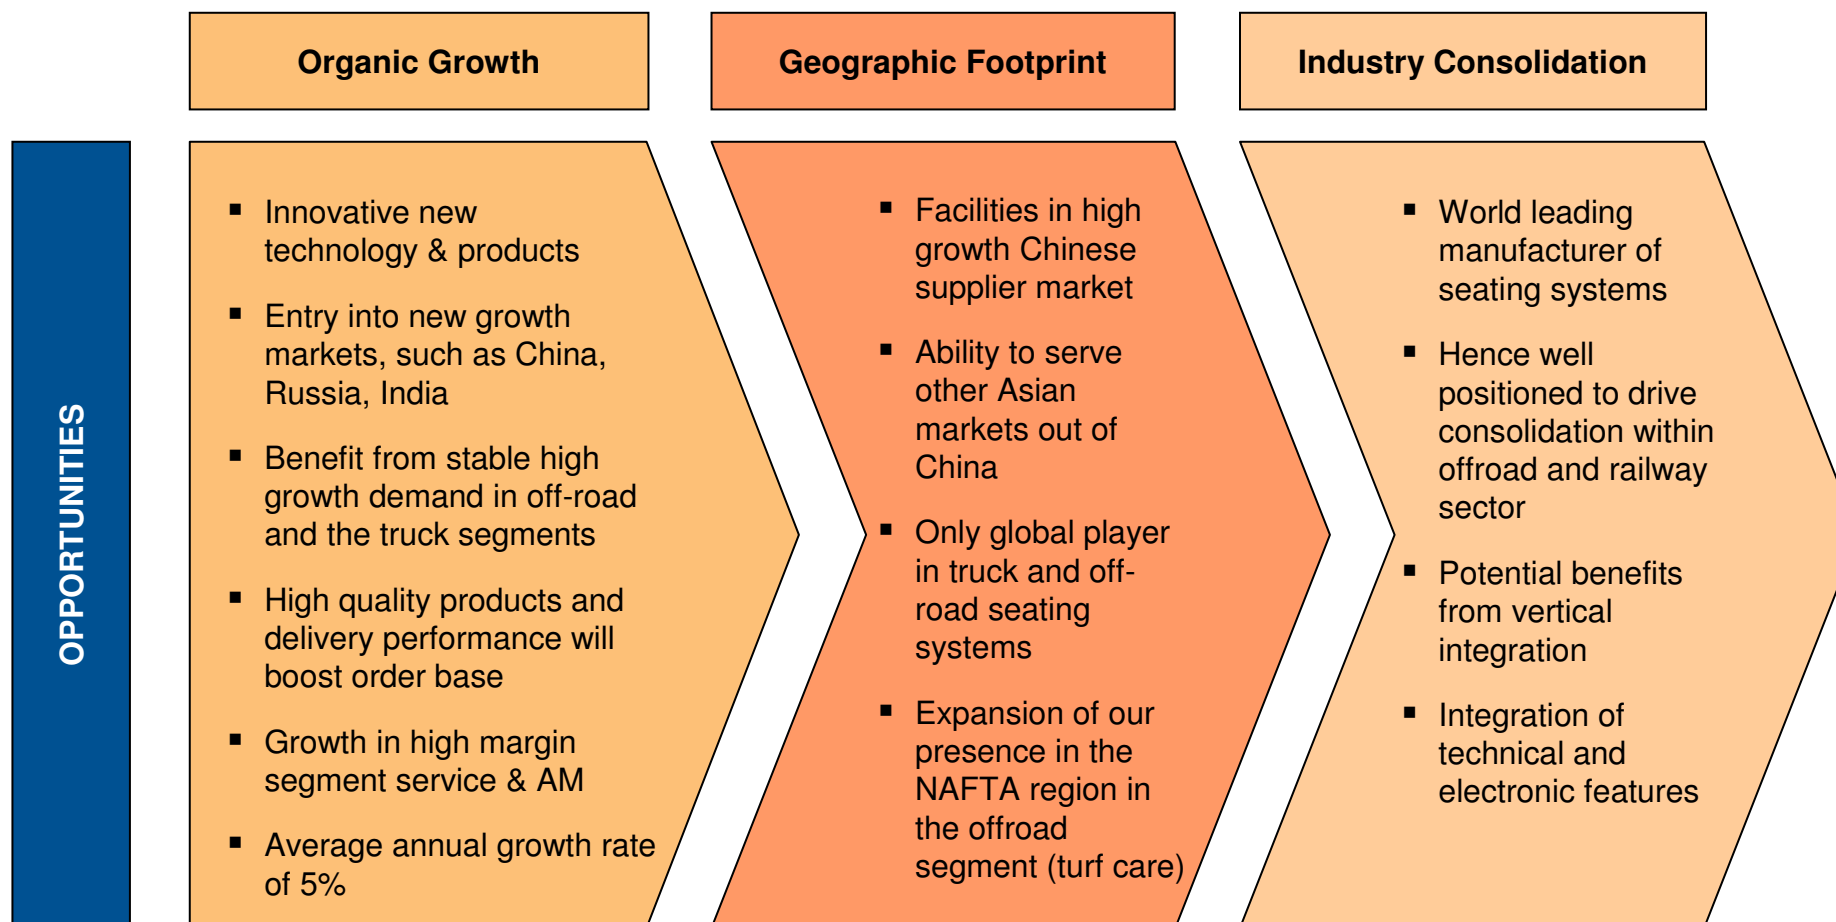 Organic Growth
Geographic Footprint
Industry Consolidation
OPPORTUNITIES
▪ Innovative new
technology & products
▪ Entry into new growth
markets, such as China,
Russia, India
▪ Benefit from stable high
growth demand in off-road
and the truck segments
▪ High quality products and
delivery performance will
boost order base
▪ Growth in high margin
segment service & AM
▪ Average annual growth rate
of 5%
▪ Facilities in high
growth Chinese
supplier market
▪ Ability to serve
other Asian
markets out of
China
▪ Only global player
in truck and off-
road seating
systems
▪ Expansion of our
presence in the
NAFTA region in
the offroad
segment (turf care)
▪ World leading
manufacturer of
seating systems
▪ Hence well
positioned to drive
consolidation within
offroad and railway
sector
▪ Potential benefits
from vertical
integration
▪ Integration of
technical and
electronic features